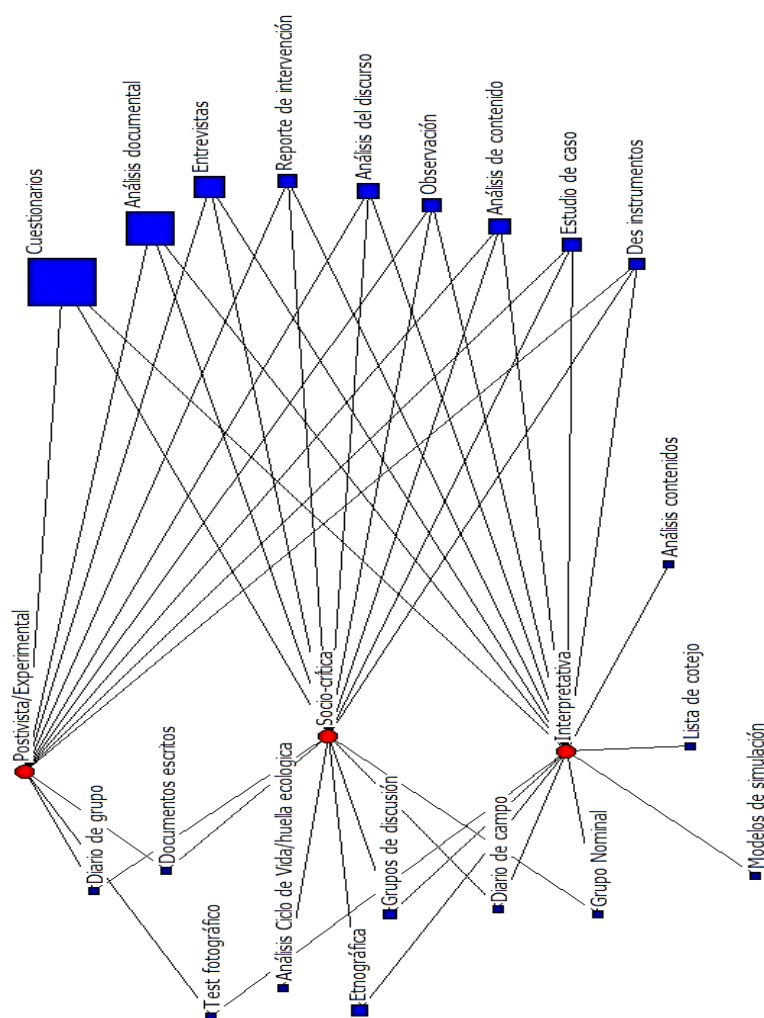 Cuestionarios
Análisis documental
Entrevistas
Reporte de intervención
Análisis del discurso
Observación
Análisis de contenido
Estudio de caso
Des instrumentos
Postivista/Experimental
Socio-crítica
Interpretativa
Análisis contenidos
Lista de cotejo
Modelos de simulación
Diario de grupo
Documentos escritos
Test fotográfico
Análisis Ciclo de Vida/huella ecologica
Etnográfica
Grupos de discusión
Diario de campo
Grupo Nominal